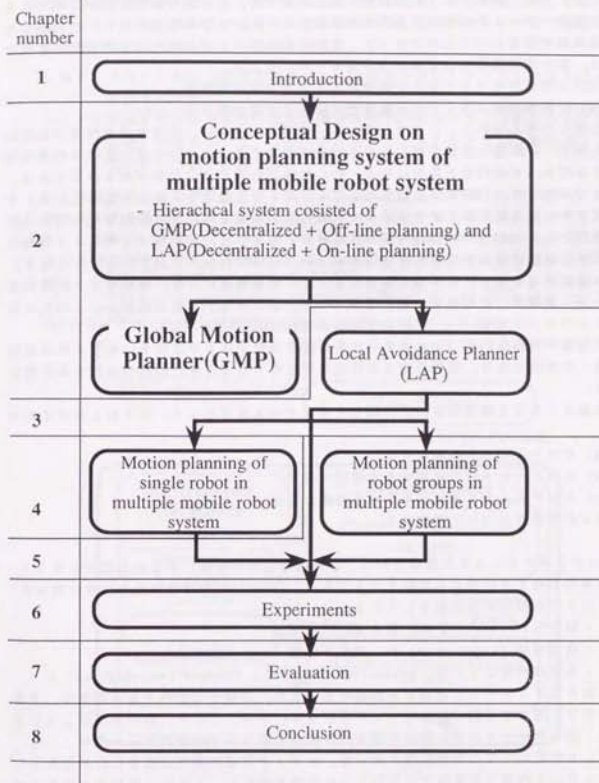 Chapter
number
1
Introduction
2
Conceptual Design on
motion planning system of
multiple mobile robot system
- Hierachcal system consisted of
GMP(Decentralized + Off-line planning) and
LAP(Decentralized + On-line planning)
Global Motion
Planner(GMP)
Local Avoidance Planner
(LAP)
3
4
Motion planning of
single robot in
multiple mobile robot
system
Motion planning of
robot groups in
multiple mobile robot
system
5
6
Experiments
7
Evaluation
8
Conclusion